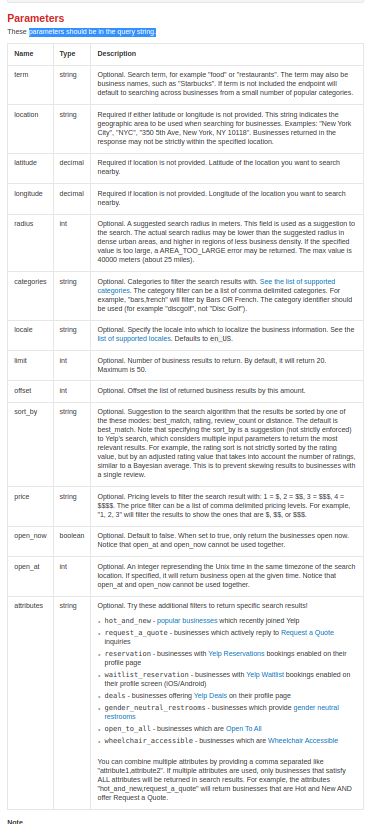 Parameters
These parameters should be in the query string.
Name Type Description
term string Optional. Search term, for example "food" or "restaurants". The term may also be
business names, such as "Starbucks". If term is not included the endpoint will
default to searching across businesses from a small number of popular categories.
location string Required if either latitude or longitude is not provided. This string indicates the
geographic area to be used when searching for businesses. Examples: "New York
City", "NYC", "350 5th Ave, New York, NY 10118". Businesses returned in the
response may not be strictly within the specified location.
latitude decimal Required if location is not provided. Latitude of the location you want to search
nearby.
longitude decimal Required if location is not provided. Longitude of the location you want to search
nearby.
radius int Optional. A suggested search radius in meters. This field is used as a suggestion to
the search. The actual search radius may be lower than the suggested radius in
dense urban areas, and higher in regions of less business density. If the specified
value is too large, a AREA_TOO_LARGE error may be returned. The max value is
40000 meters (about 25 miles).
categories string Optional. Categories to filter the search results with. See the list of supported
categories. The category filter can be a list of comma delimited categories. For
example, "bars,french" will filter by Bars OR French. The category identifier should
be used (for example "discgolf", not "Disc Golf").
locale string Optional. Specify the locale into which to localize the business information. See the
list of supported locales. Defaults to en_US.
limit int Optional. Number of business results to return. By default, it will return 20.
Maximum is 50.
offset int Optional. Offset the list of returned business results by this amount.
sort_by string Optional. Suggestion to the search algorithm that the results be sorted by one of
the these modes: best_match, rating, review_count or distance. The default is
best_match. Note that specifying the sort_by is a suggestion (not strictly enforced)
to Yelp's search, which considers multiple input parameters to return the most
relevant results. For example, the rating sort is not strictly sorted by the rating
value, but by an adjusted rating value that takes into account the number of ratings,
similar to a Bayesian average. This is to prevent skewing results to businesses with
a single review.
price string Optional. Pricing levels to filter the search result with: 1 = $, 2 = $$, 3 = $$$, 4 =
$$$$. The price filter can be a list of comma delimited pricing levels. For example,
"1, 2, 3" will filter the results to show the ones that are $, $$, or $$$.
open_now boolean Optional. Default to false. When set to true, only return the businesses open now.
Notice that open_at and open_now cannot be used together.
open_at int Optional. An integer representing the Unix time in the same timezone of the search
location. If specified, it will return business open at the given time. Notice that
open_at and open_now cannot be used together.
attributes string Optional. Try these additional filters to return specific search results!
• hot_and_new - popular businesses which recently joined Yelp
• request_a_quote - businesses which actively reply to Request a Quote
inquiries
• reservation - businesses with Yelp Reservations bookings enabled on their
profile page
• waitlist_reservation - businesses with Yelp Waitlist bookings enabled on
their profile screen (iOS/Android)
• deals - businesses offering Yelp Deals on their profile page
• gender_neutral_restrooms - businesses which provide gender neutral
restrooms
• open_to_all - businesses which are Open To All
• wheelchair_accessible - businesses which are Wheelchair Accessible
You can combine multiple attributes by providing a comma separated like
"attribute1,attribute2". If multiple attributes are used, only businesses that satisfy
ALL attributes will be returned in search results. For example, the attributes
"hot_and_new,request_a_quote" will return businesses that are Hot and New AND
offer Request a Quote.
Note